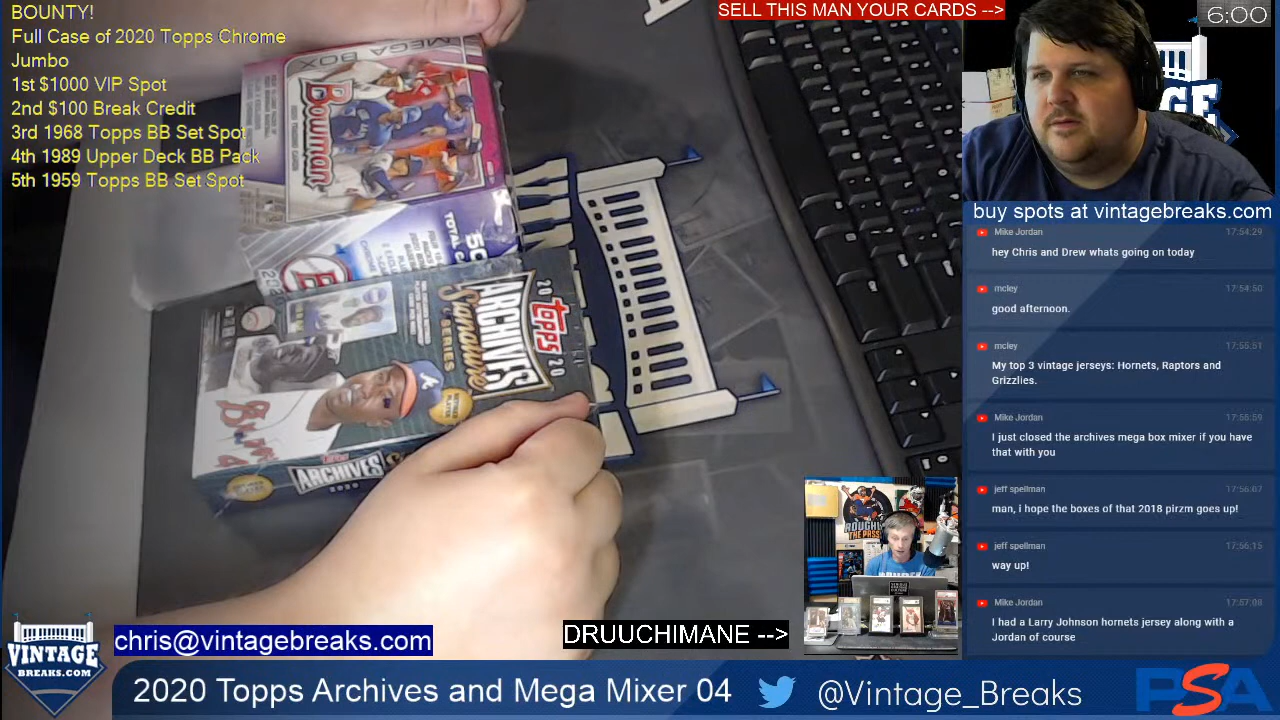 BOUNTY!
Full Case of 2020 Topps Chrome
Jumbo
1st $1000 VIP Spot
2nd $100 Break Credit
3rd 1968 Topps BB Set Spot
4th 1989 Upper Deck BB Pack
5th 1959 Topps BB Set Spot
SELL THIS MAN YOUR CARDS -->
6:00
GE
buy spots at vintagebreaks.com
Mike Jordan 17:54:29
hey Chris and Drew whats going on today
mcley 17:54:50
good afternoon.
mcley 17:55:51
My top 3 vintage jerseys: Hornets, Raptors and
Grizzlies.
Mike Jordan 17:55:59
I just closed the archives mega box mixer if you have
that with you
jeff spellman 17:56:07
man, i hope the boxes of that 2018 pirzm goes up!
jeff spellman 17:56:15
way up!
Mike Jordan 17:57:08
I had a Larry Johnson hornets jersey along with a
Jordan of course
MEGA BOX
Bowman
TOTAL
20 topps 20
ARCHIVES
Signature
SERIES
topps
ARCHIVES
2020
ROUGH
THE PASS
DRUUCHIMANE -->
chris@vintagebreaks.com
VINTAGE
BREAKS.COM
2020 Topps Archives and Mega Mixer 04
@Vintage_Breaks
PSA